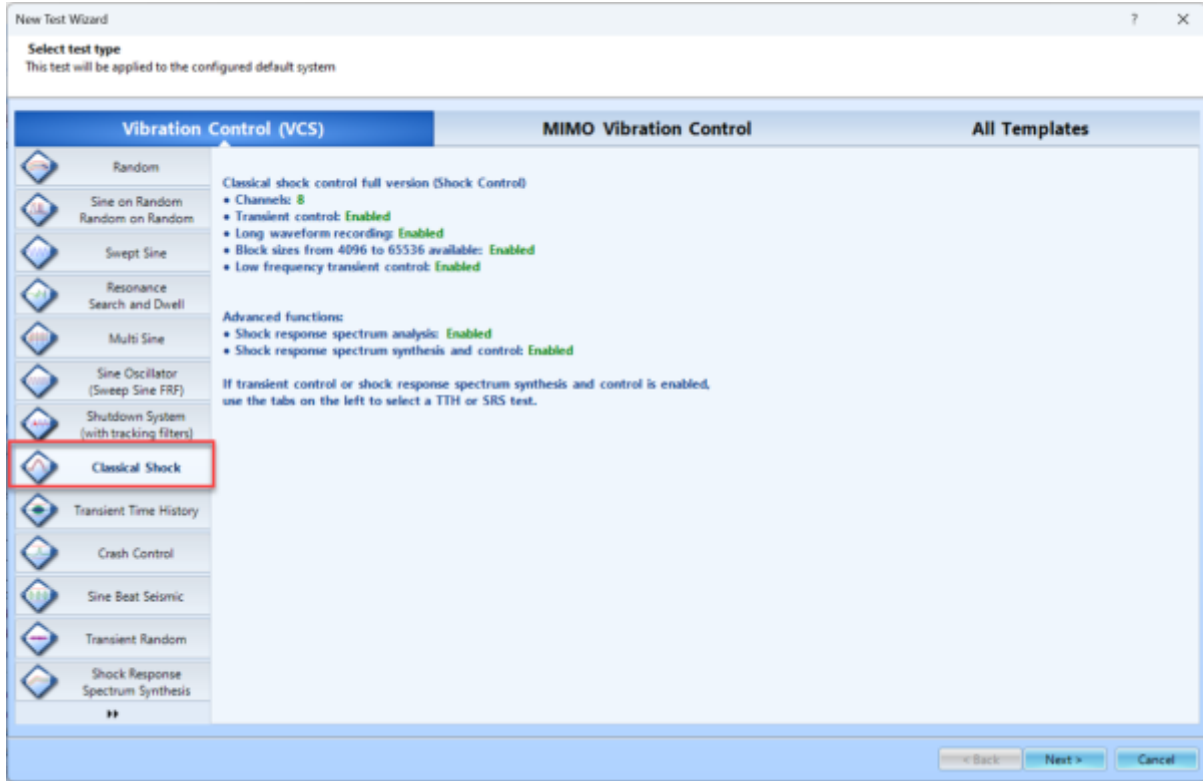 New Test Wizard
?
Select test type
This test will be applied to the configured default system
Vibration Control (VCS)
MIMO Vibration Control
All Templates
Random
Sine on Random
Random on Random
Swept Sine
Resonance
Search and Dwell
Multi Sine
Sine Oscillator
(Sweep Sine FRF)
Shutdown System
(with tracking filters)
Classical Shock
Transient Time History
Crash Control
Sine Beat Seismic
Transient Random
Shock Response
Spectrum Synthesis
Classical shock control full version (Shock Control)
• Channels: 8
• Transient control: Enabled
• Long waveform recording: Enabled
• Block sizes from 4096 to 65536 available: Enabled
• Low frequency transient control: Enabled
Advanced functions:
• Shock response spectrum analysis: Enabled
• Shock response spectrum synthesis and control: Enabled
If transient control or shock response spectrum synthesis and control is enabled,
use the tabs on the left to select a TTH or SRS test.
< Back
Next >
Cancel